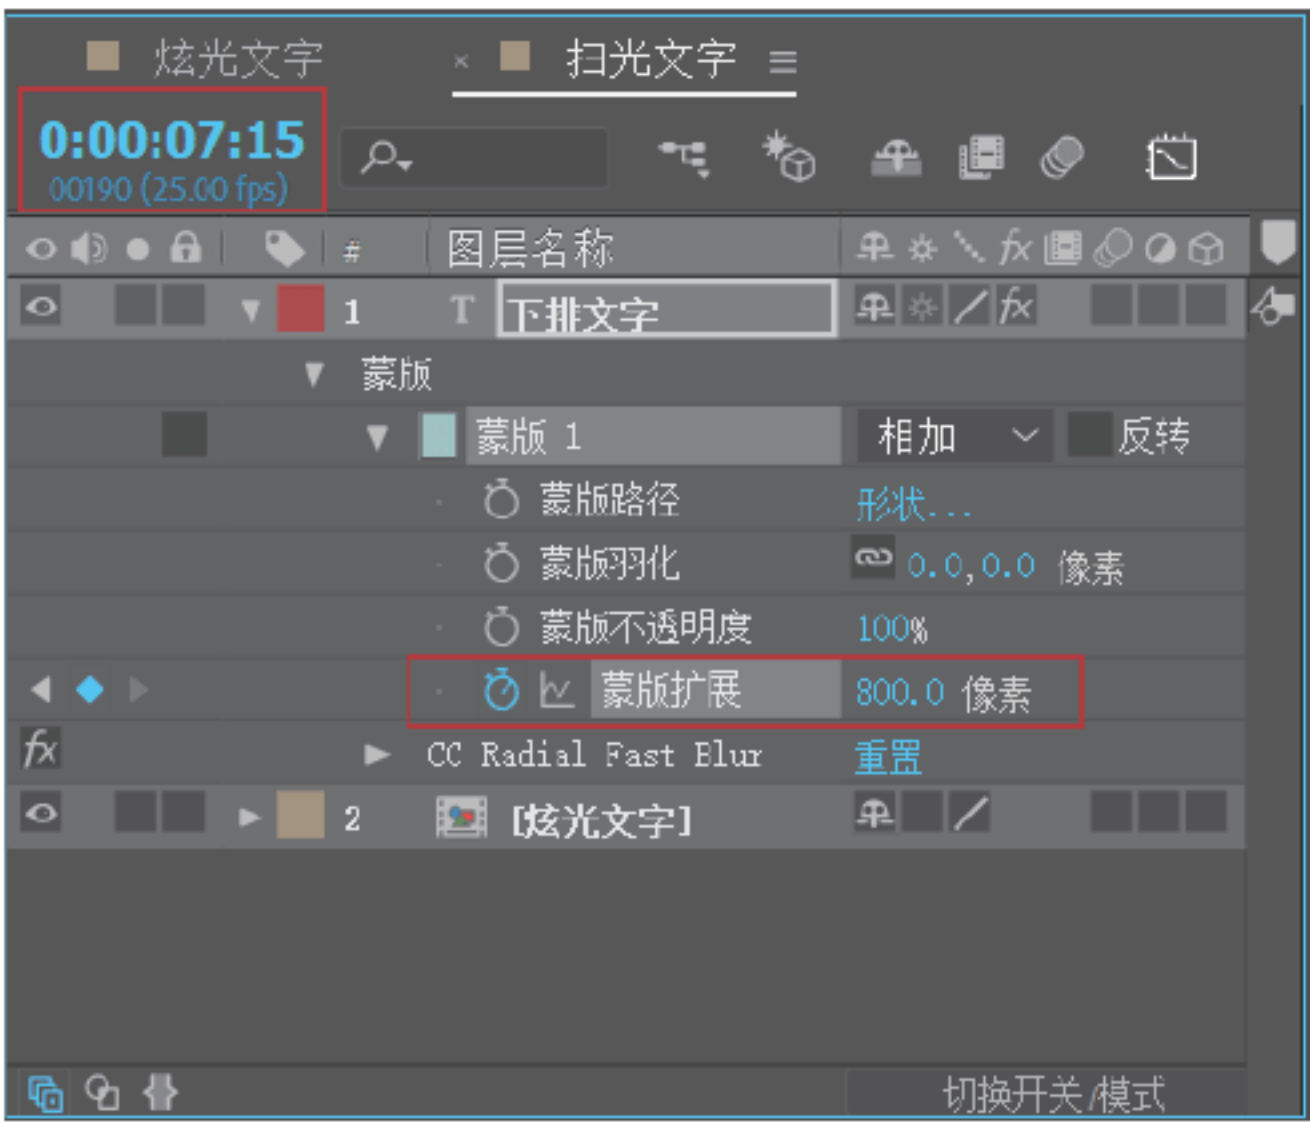 炫光文字 × 扫光文字
0:00:07:15
00190 (25.00 fps)
# 图层名称 fx
1 T 下排文字 fx
蒙版
蒙版 1 相加 反转
蒙版路径 形状...
蒙版羽化 0.0,0.0 像素
蒙版不透明度 100%
蒙版扩展 800.0 像素
fx CC Radial Fast Blur 重置
2 [炫光文字]
切换开关/模式